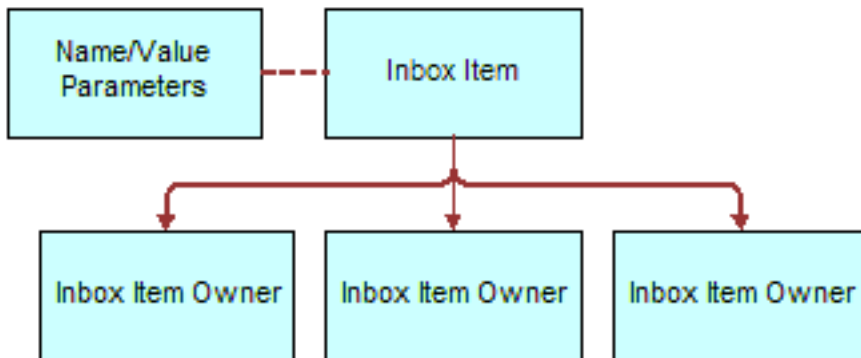 Name/Value
Parameters
Inbox Item
Inbox Item Owner
Inbox Item Owner
Inbox Item Owner